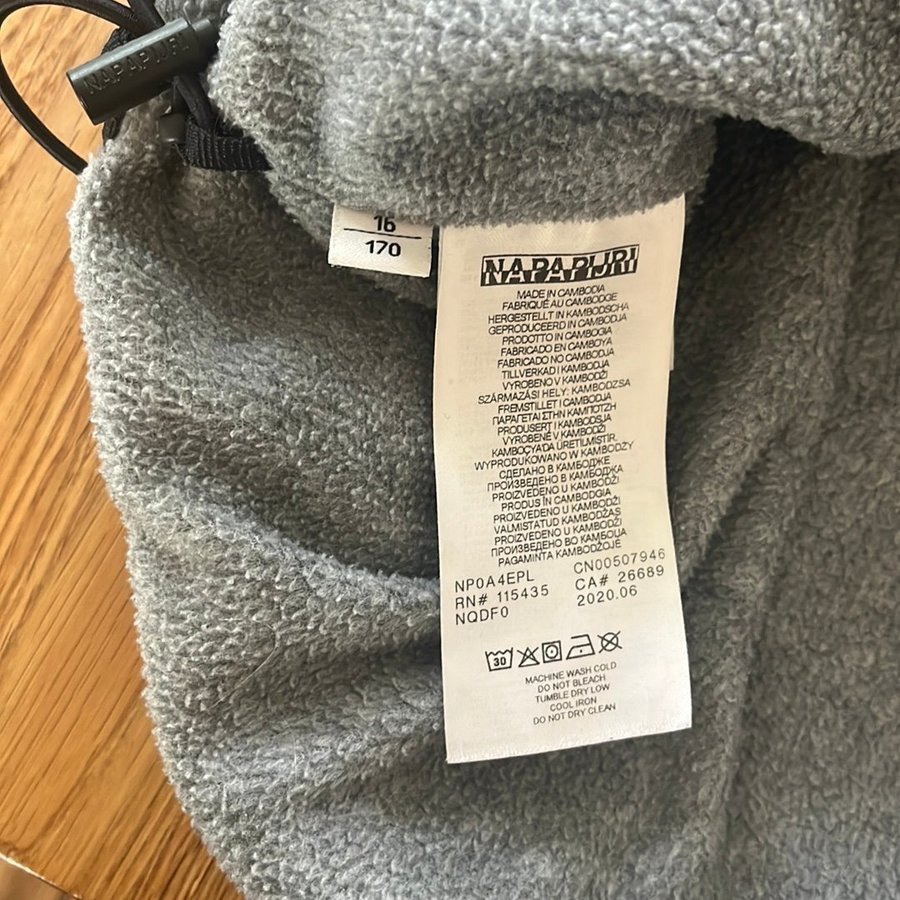 NAPAPIJRI
16
170
NAPAPIJRI
MADE IN CAMBODIA
FABRIQUÉ AU CAMBODGE
HERGESTELLT IN KAMBODSCHA
GEPRODUCEERD IN CAMBODJA
PRODOTTO IN CAMBOGIA
FABRICADO EN CAMBOYA
FABRICADO NO CAMBODJA
TILLVERKAD I KAMBODJA
VYROBENO V KAMBODŽI
SZÁRMAZÁSI HELY: KAMBODZSA
FREMSTILLET I CAMBODJA
ΠΑΡΑΓΕΤΑΙ ΣΤΗΝ ΚΑΜΠΟΤΖΗ
PRODUSERT I KAMBODSJA
VYROBENÉ V KAMBODŽI
KAMBOÇYA'DA ÜRETİLMİŞTİR.
WYPRODUKOWANO W KAMBODŻY
СДЕЛАНО В КАМБОДЖЕ
ПРОИЗВЕДЕНО В КАМБОДЖА
PROIZVEDENO U KAMBODŽI
PRODUS ÎN CAMBODGIA
PROIZVEDENO U KAMBODŽI
VALMISTATUD KAMBODŽAS
PROIZVEDENO U KAMBODŽI
ПРОИЗВЕДЕНО ВО КАМБОЏА
PAGAMINTA KAMBODŽOJE
NP0A4EPL CN00507946
RN# 115435 CA# 26689
NQDF0 2020.06
30
MACHINE WASH COLD
DO NOT BLEACH
TUMBLE DRY LOW
COOL IRON
DO NOT DRY CLEAN